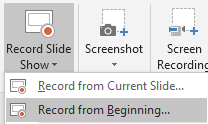 Record Slide Show
Screenshot
Screen Recording
Record from Current Slide...
Record from Beginning...